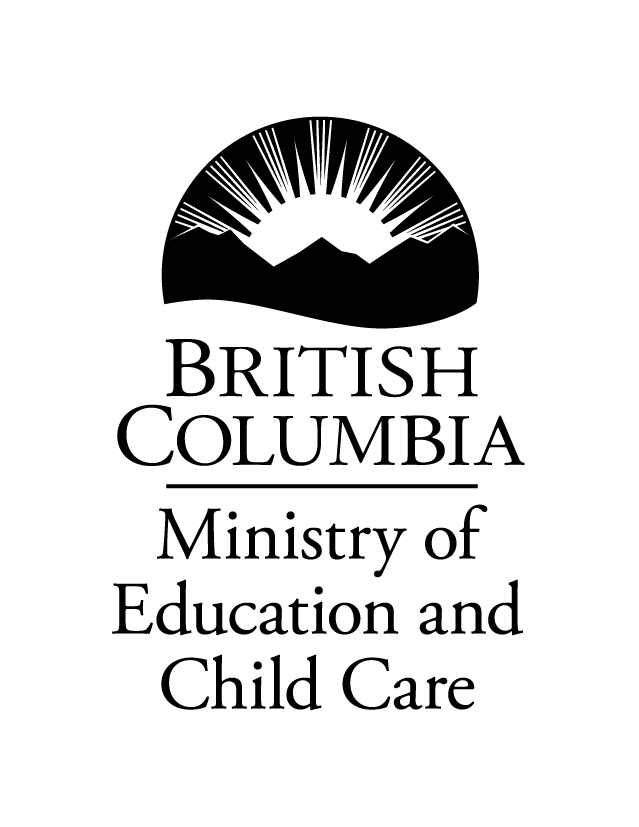 BRITISH
COLUMBIA
Ministry of
Education and
Child Care